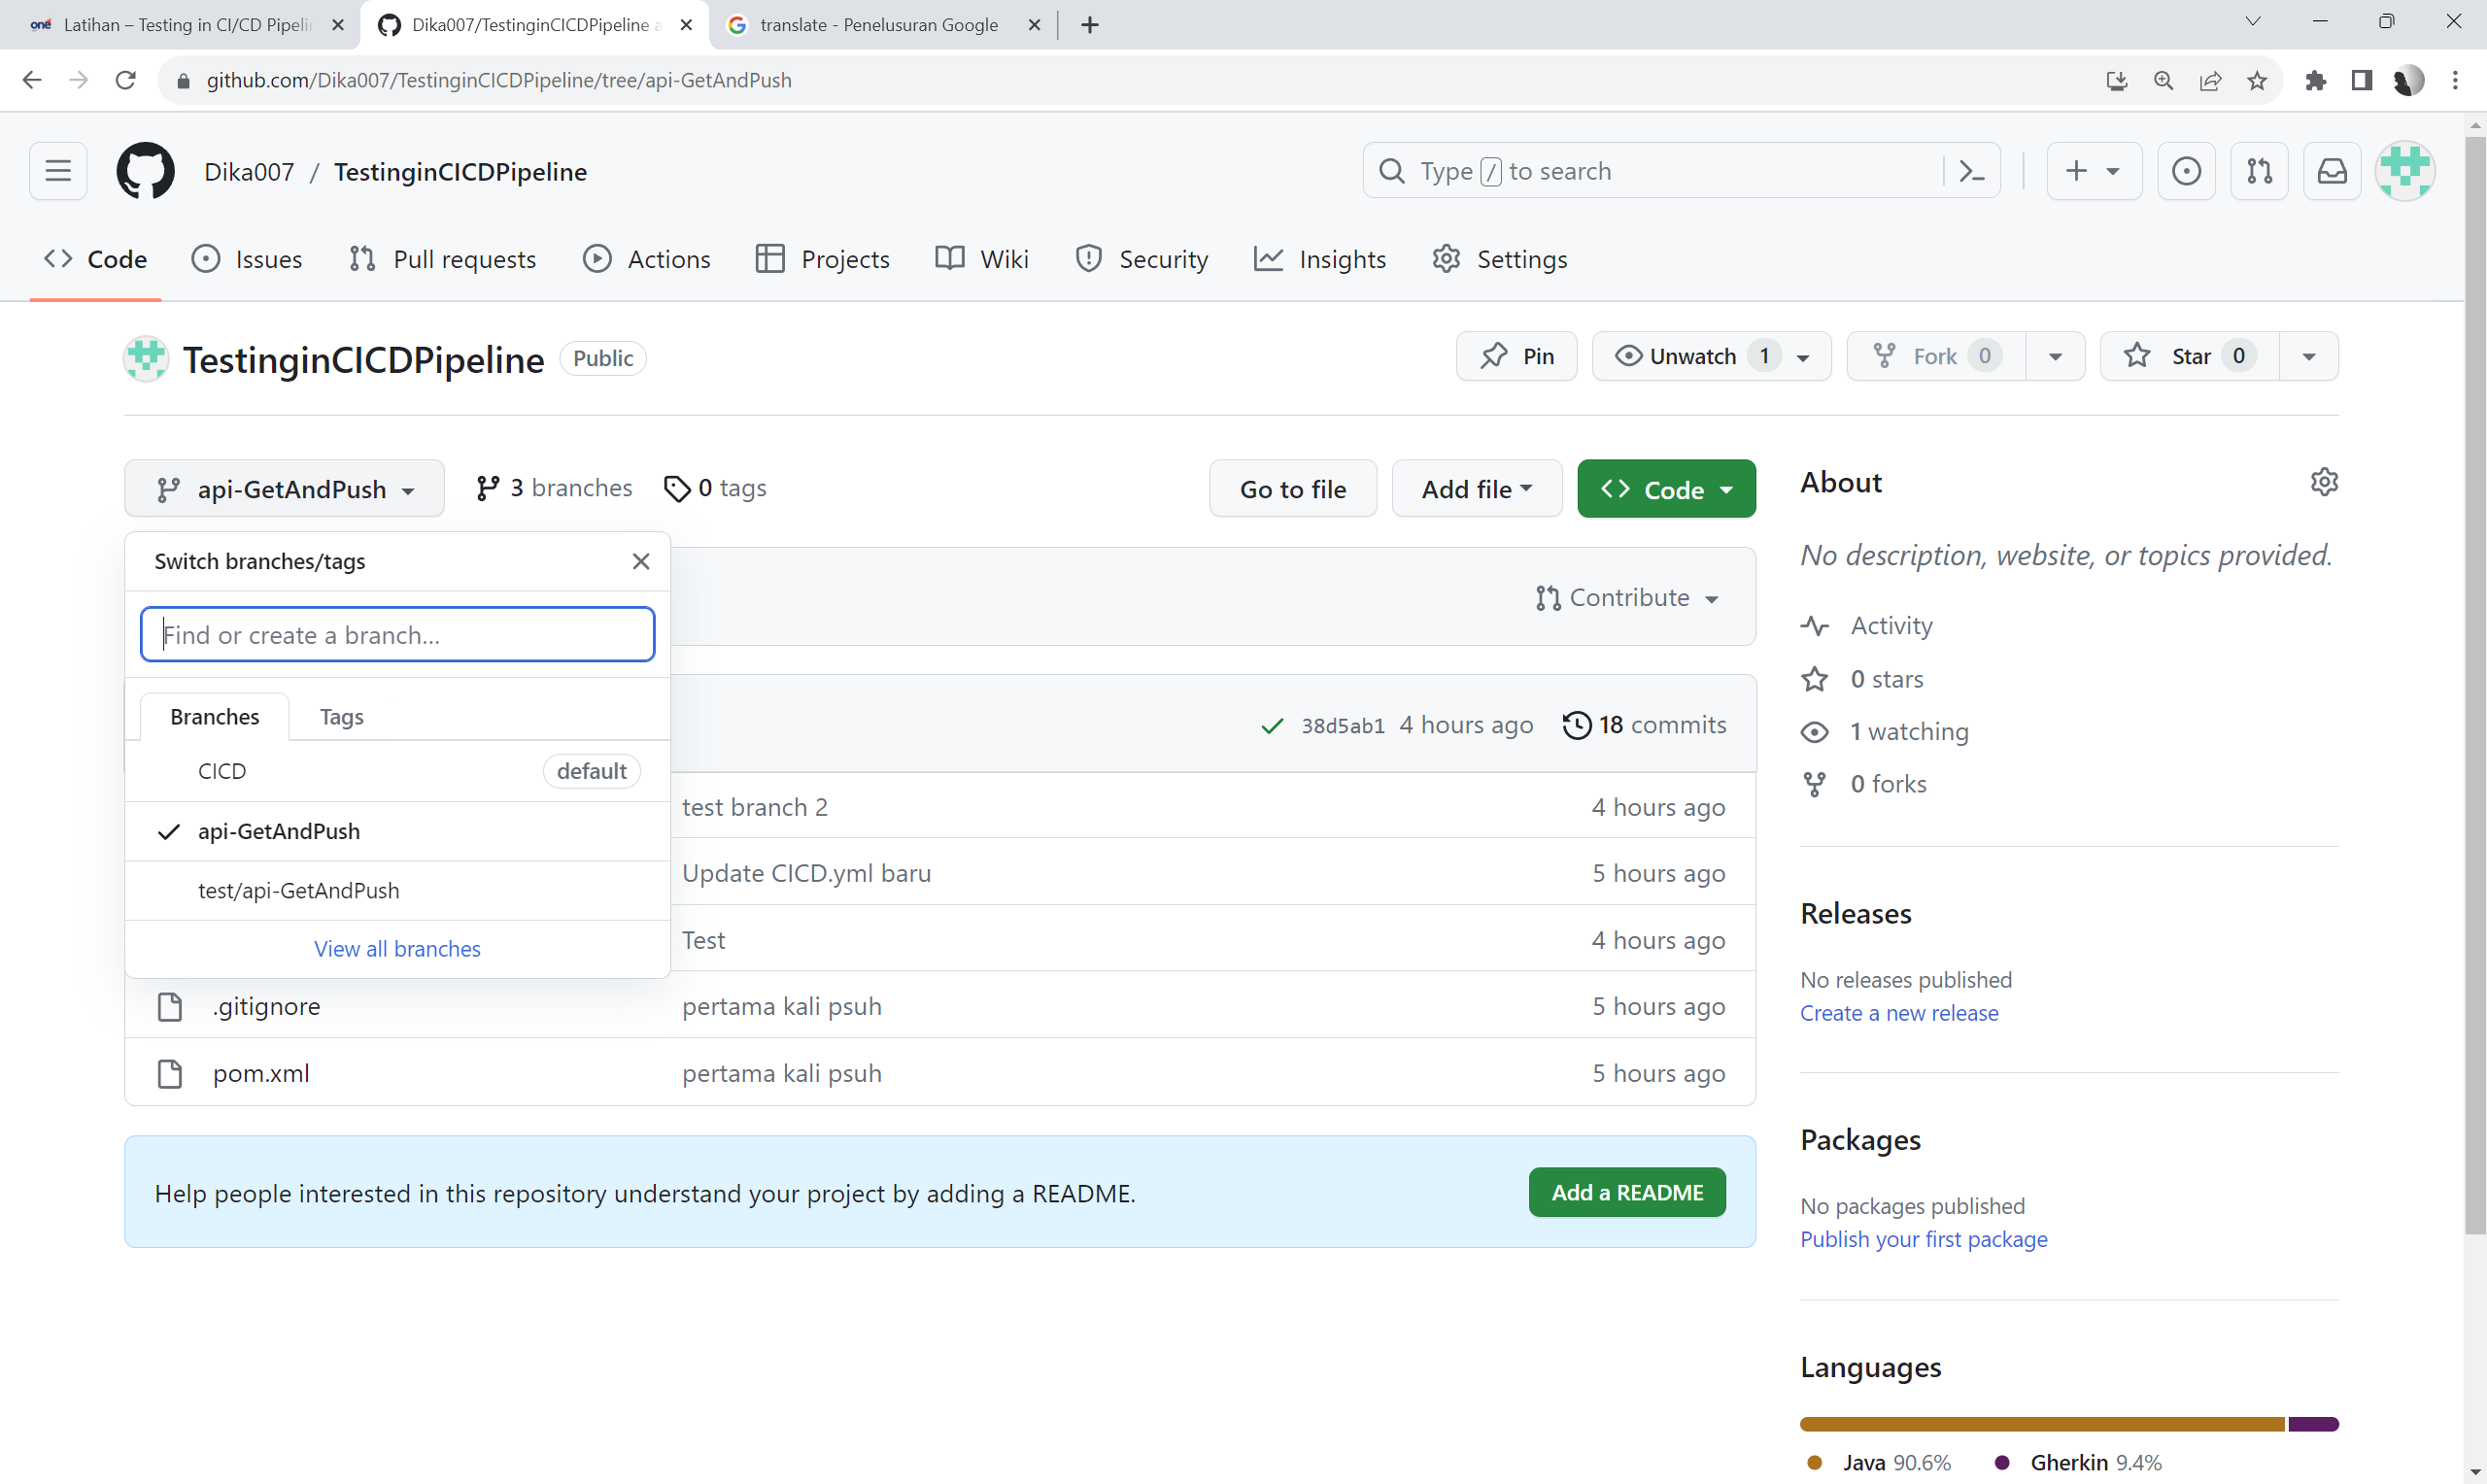 oné Latihan – Testing in CI/CD Pipelin
Dika007/TestinginCICDPipeline a
translate - Penelusuran Google
github.com/Dika007/TestinginCICDPipeline/tree/api-GetAndPush
Dika007 / TestinginCICDPipeline
Type / to search
Code Issues Pull requests Actions Projects Wiki Security Insights Settings
TestinginCICDPipeline Public
Pin Unwatch 1 Fork 0 Star 0
api-GetAndPush 3 branches 0 tags
Go to file Add file Code
Switch branches/tags
Find or create a branch...
Branches Tags
CICD default
api-GetAndPush
test/api-GetAndPush
View all branches
Contribute
38d5ab1 4 hours ago 18 commits
test branch 2 4 hours ago
Update CICD.yml baru 5 hours ago
Test 4 hours ago
.gitignore pertama kali psuh 5 hours ago
pom.xml pertama kali psuh 5 hours ago
Help people interested in this repository understand your project by adding a README.
Add a README
About
No description, website, or topics provided.
Activity
0 stars
1 watching
0 forks
Releases
No releases published
Create a new release
Packages
No packages published
Publish your first package
Languages
Java 90.6% Gherkin 9.4%